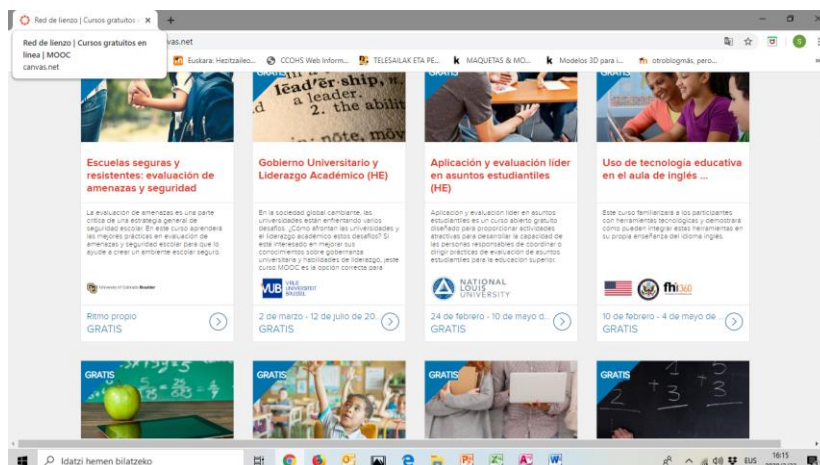 Red de lienzo | Cursos gratuitos
Red de lienzo | Cursos gratuitos en
línea | MOOC
canvas.net
vas.net
Euskara: Hezitzaileo...
CCOHS Web Inform...
TELESAILAK ETA PE...
MAQUETAS & MO...
Modelos 3D para i...
otroblogmás, pero...
GRATIS
lead'er·ship, n.
a leader.
2. the abilit
note, mov
Escuelas seguras y
resistentes: evaluación de
amenazas y seguridad
La evaluación de amenazas es una parte
crítica de una estrategia general de
seguridad escolar. En este curso aprenderá
las mejores prácticas en evaluación de
amenazas y seguridad escolar para que lo
ayude a crear un ambiente escolar seguro.
University of Colorado Boulder
Ritmo propio
GRATIS
Gobierno Universitario y
Liderazgo Académico (HE)
En la sociedad global cambiante, las
universidades están enfrentando varios
desafíos. ¿Cómo afrontan las universidades y
el liderazgo académico estos desafíos? Si
está interesado en mejorar sus
conocimientos sobre gobernanza
universitaria y habilidades de liderazgo, ¡este
curso MOOC es la opción correcta para
VUB
VRIJE
UNIVERSITEIT
BRUSSEL
2 de marzo - 12 de julio de 20...
GRATIS
Aplicación y evaluación líder
en asuntos estudiantiles
(HE)
Aplicación y evaluación líder en asuntos
estudiantiles es un curso abierto gratuito
diseñado para proporcionar actividades
atractivas para desarrollar la capacidad de
las personas responsables de coordinar o
dirigir prácticas de evaluación de asuntos
estudiantiles para la educación superior.
NATIONAL
LOUIS
UNIVERSITY
24 de febrero - 10 de mayo d...
GRATIS
Uso de tecnología educativa
en el aula de inglés ...
Este curso familiarizará a los participantes
con herramientas tecnológicas y demostrará
cómo pueden integrar estas herramientas en
su propia enseñanza del idioma inglés.
fhi360
10 de febrero - 4 de mayo de ...
GRATIS
GRATIS
GRATIS
GRATIS
GRATIS
Idatzi hemen bilatzeko
EUS
16:15